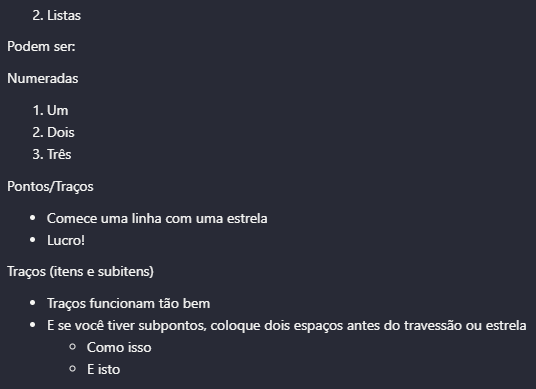 2. Listas
Podem ser:
Numeradas
1. Um
2. Dois
3. Três
Pontos/Traços
• Comece uma linha com uma estrela
• Lucro!
Traços (itens e subitens)
• Traços funcionam tão bem
• E se você tiver subpontos, coloque dois espaços antes do travessão ou estrela
◦ Como isso
◦ E isto